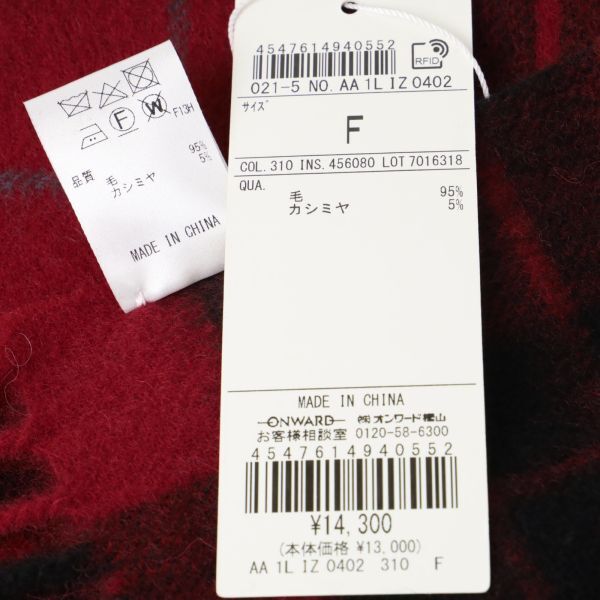 F13H
品質 毛 95%
カシミヤ 5%
MADE IN CHINA
4547614940552
RFID
021-5 NO. AA 1L IZ 0402
サイズ
F
COL. 310 INS. 456080 LOT 7016318
QUA.
毛 95%
カシミヤ 5%
MADE IN CHINA
ONWARD ㈱オンワード樫山
お客様相談室 0120-58-6300
4547614940552
¥14,300
(本体価格 ¥13,000)
AA 1L IZ 0402 310 F